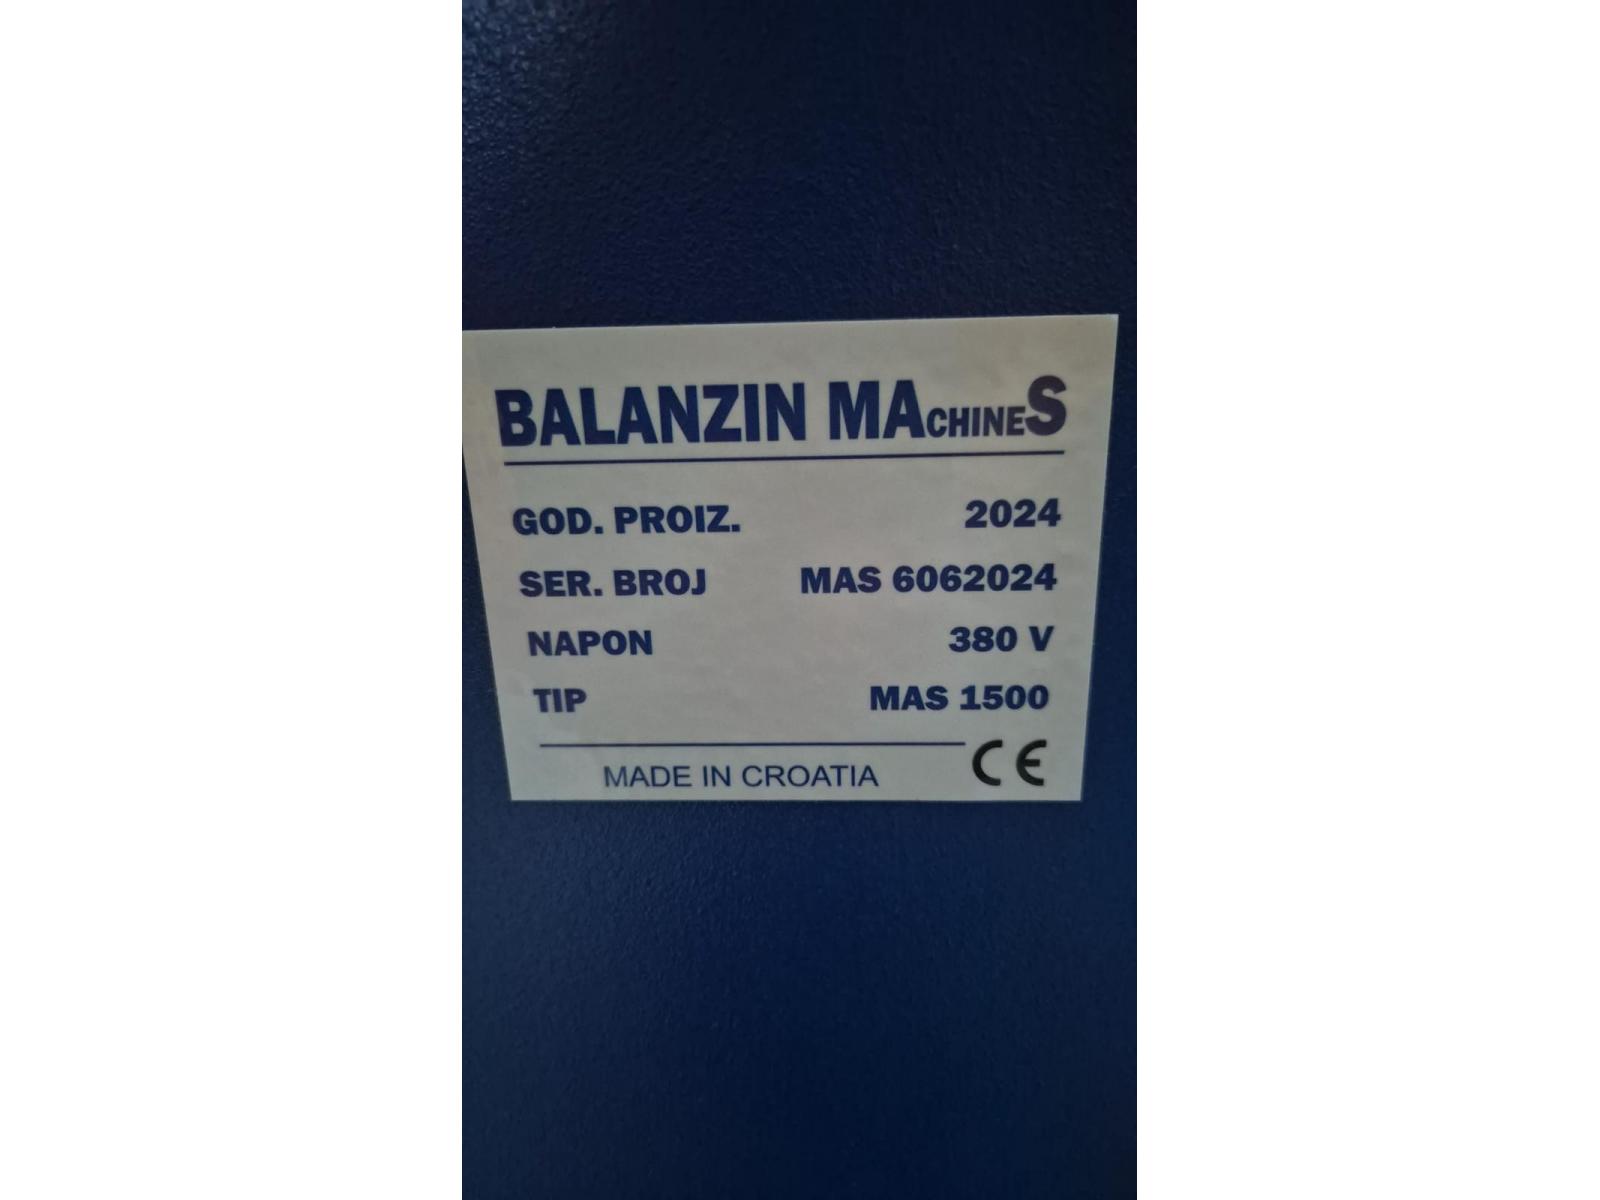 BALANZIN MACHINES
GOD. PROIZ. 2024
SER. BROJ MAS 6062024
NAPON 380 V
TIP MAS 1500
MADE IN CROATIA CE